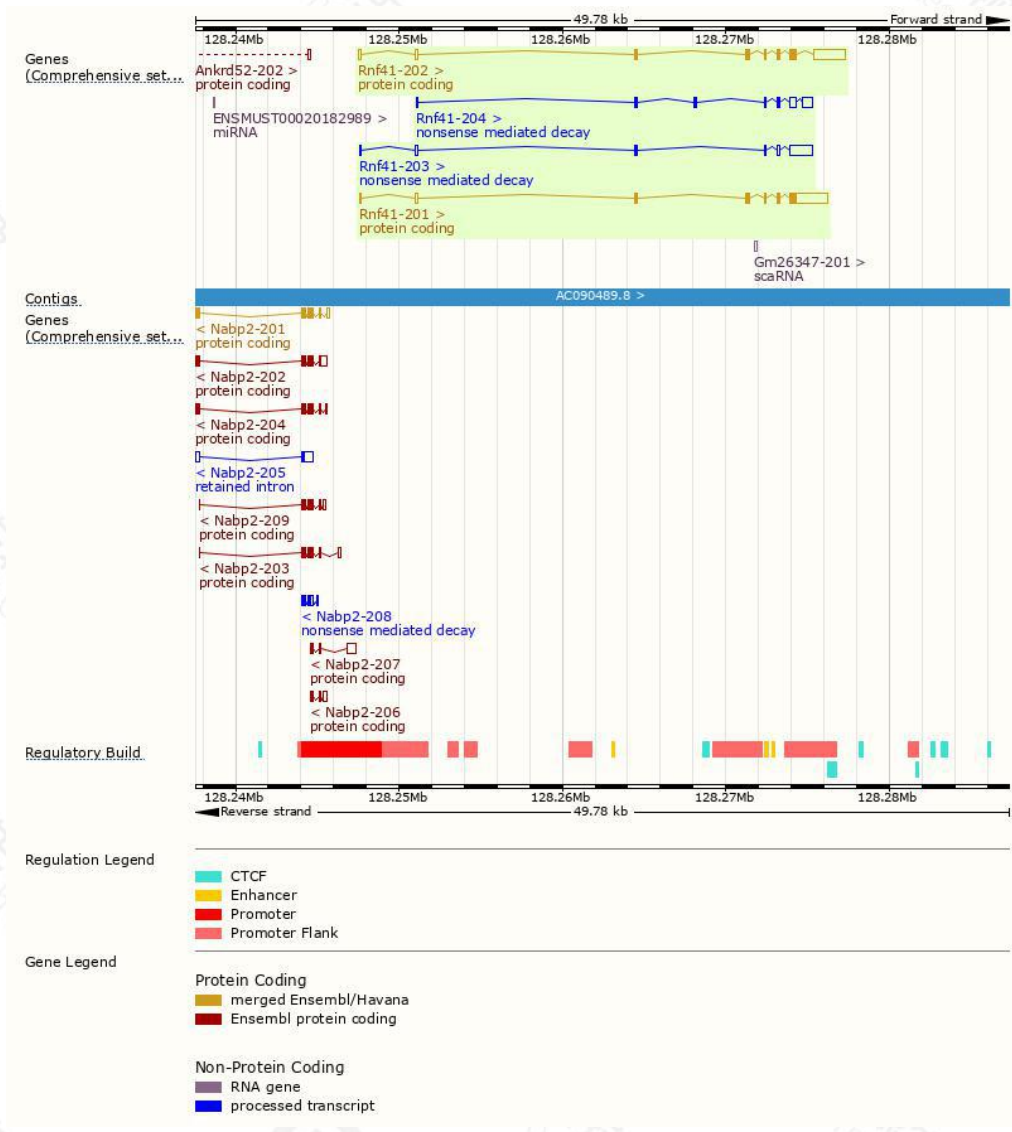 49.78 kb
Forward strand
128.24Mb 128.25Mb 128.26Mb 128.27Mb 128.28Mb
Genes
(Comprehensive set...
Ankrd52-202 >
protein coding
Rnf41-202 >
protein coding
ENSMUST00020182989 >
miRNA
Rnf41-204 >
nonsense mediated decay
Rnf41-203 >
nonsense mediated decay
Rnf41-201 >
protein coding
Gm26347-201 >
scaRNA
Contigs
AC090489.8 >
Genes
(Comprehensive set...
< Nabp2-201
protein coding
< Nabp2-202
protein coding
< Nabp2-204
protein coding
< Nabp2-205
retained intron
< Nabp2-209
protein coding
< Nabp2-203
protein coding
< Nabp2-208
nonsense mediated decay
< Nabp2-207
protein coding
< Nabp2-206
protein coding
Regulatory Build
128.24Mb 128.25Mb 128.26Mb 128.27Mb 128.28Mb
Reverse strand
49.78 kb
Regulation Legend
CTCF
Enhancer
Promoter
Promoter Flank
Gene Legend
Protein Coding
merged Ensembl/Havana
Ensembl protein coding
Non-Protein Coding
RNA gene
processed transcript